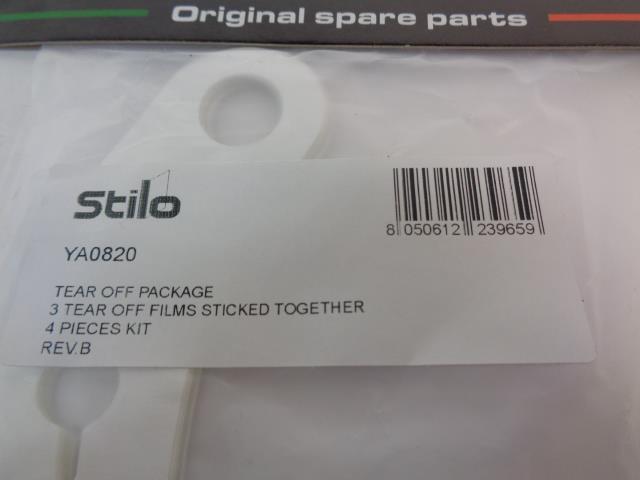 Original spare parts
Stilo
8 050612 239659
YA0820
TEAR OFF PACKAGE
3 TEAR OFF FILMS STICKED TOGETHER
4 PIECES KIT
REV.B